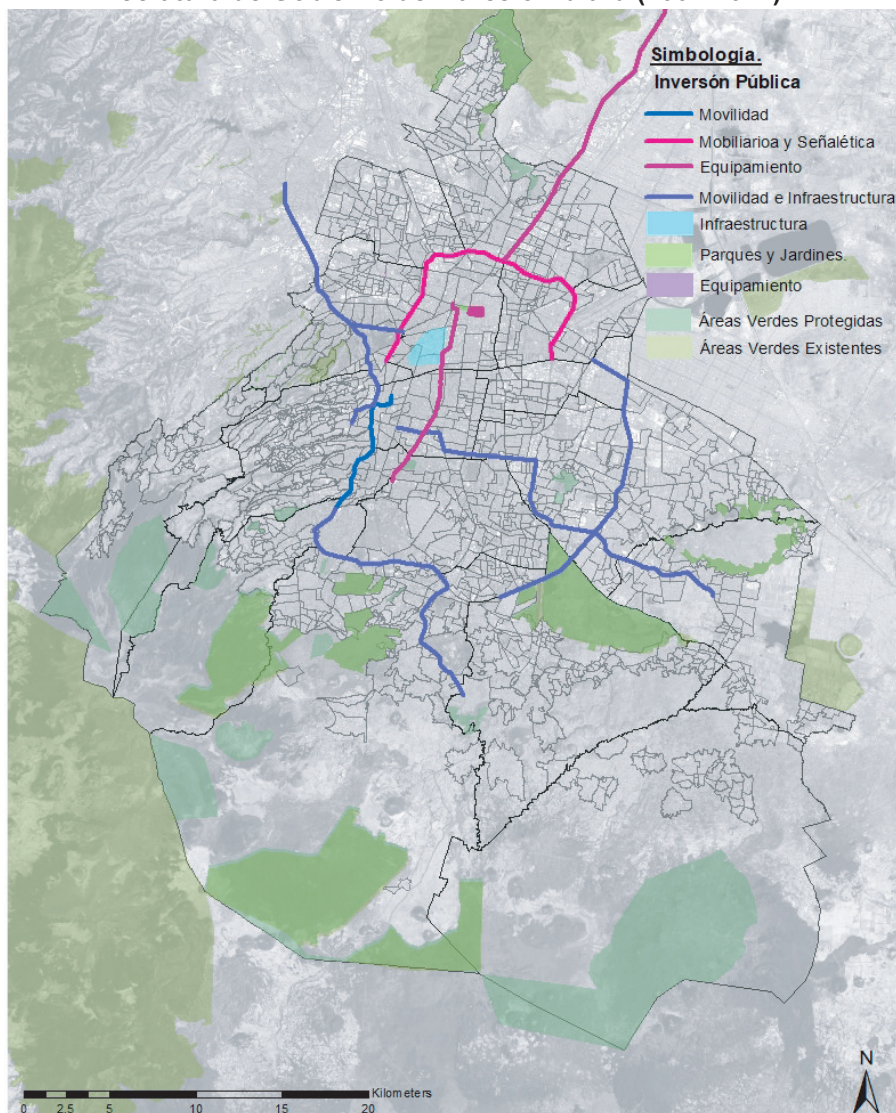 Simbología.
Inversón Pública
Movilidad
Mobiliarioa y Señalética
Equipamiento
Movilidad e Infraestructura
Infraestructura
Parques y Jardines.
Equipamiento
Áreas Verdes Protegidas
Áreas Verdes Existentes
N
Kilometers
0 2.5 5 10 15 20